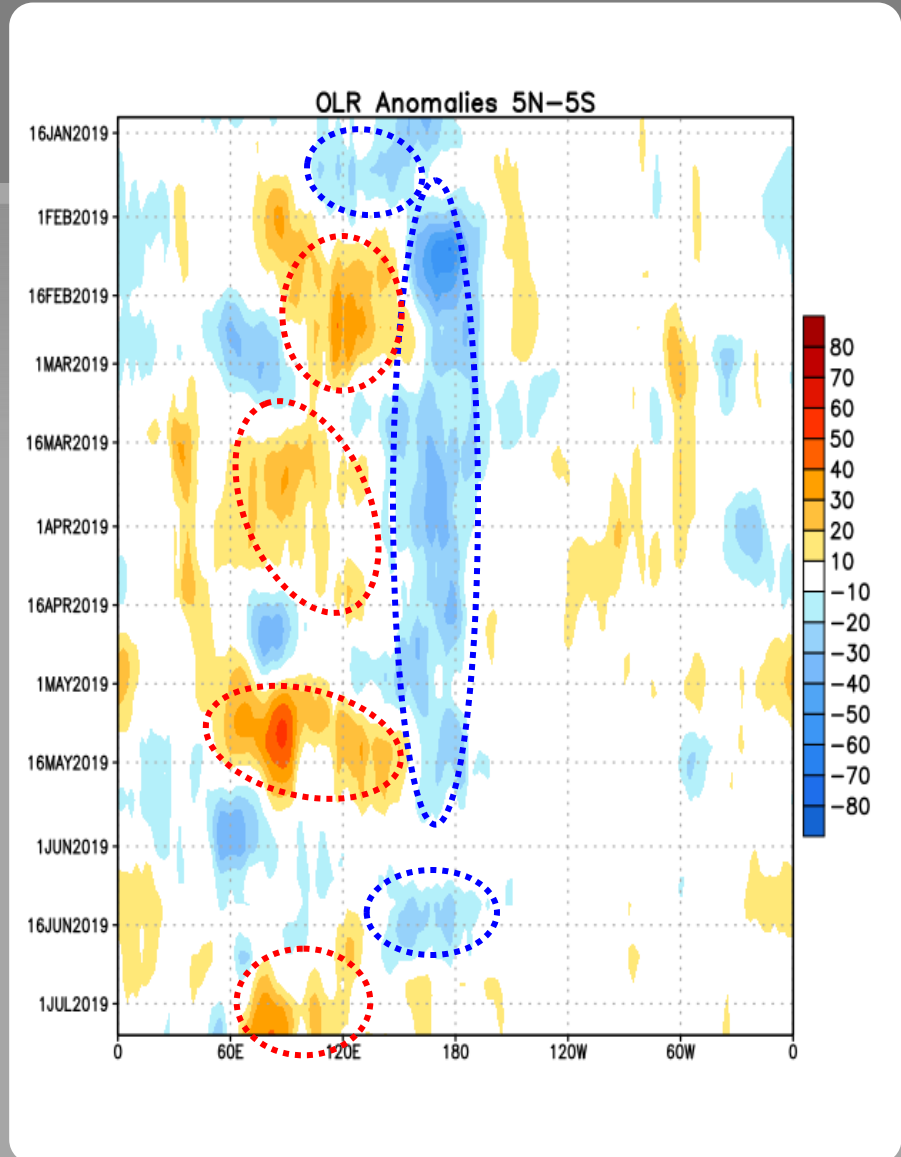 OLR Anomalies 5N−5S
16JAN2019
1FEB2019
16FEB2019
1MAR2019
16MAR2019
1APR2019
16APR2019
1MAY2019
16MAY2019
1JUN2019
16JUN2019
1JUL2019
0 60E 120E 180 120W 60W 0
80
70
60
50
40
30
20
10
−10
−20
−30
−40
−50
−60
−70
−80